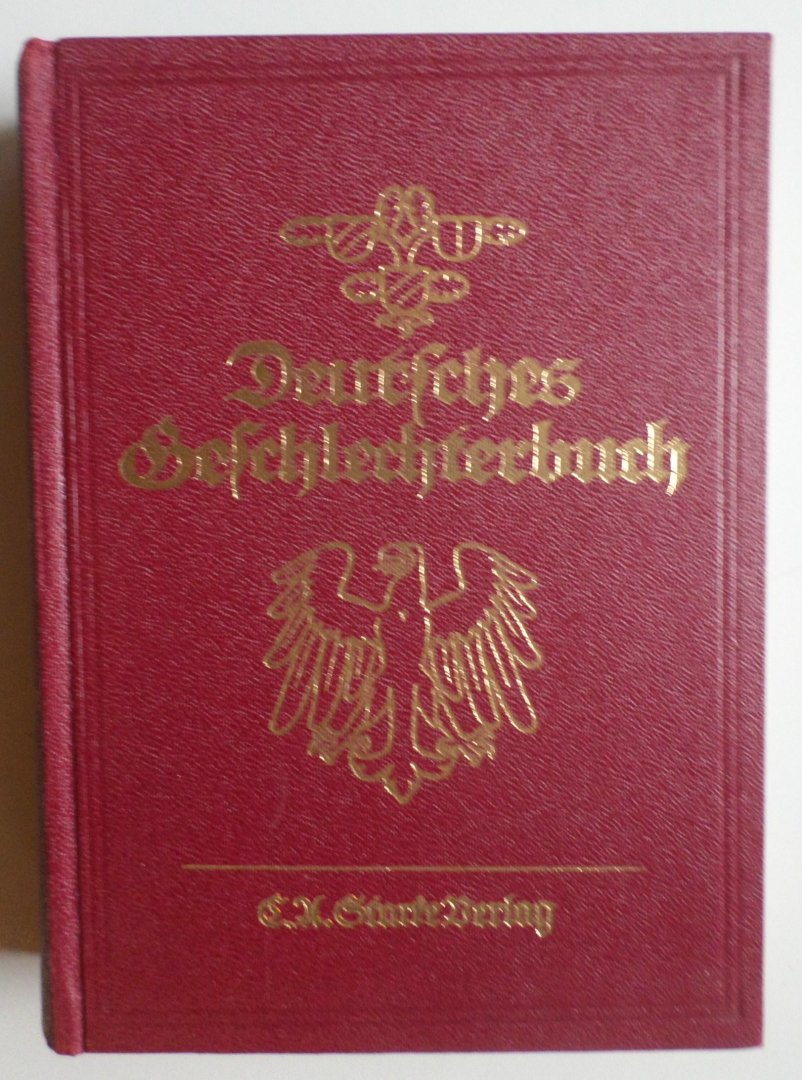 Deutsches
Geschlechterbuch
C.A. Starke Verlag